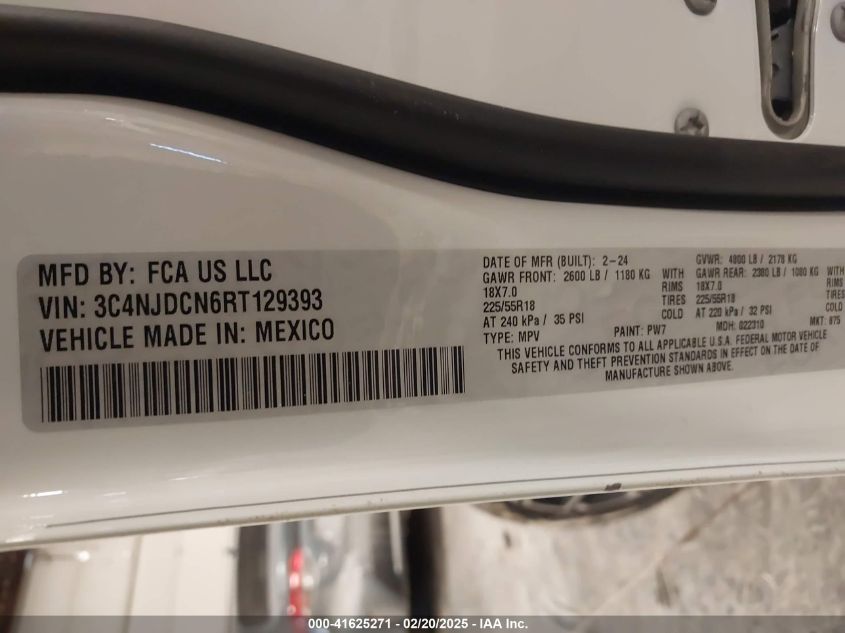 MFD BY: FCA US LLC
VIN: 3C4NJDCN6RT129393
VEHICLE MADE IN: MEXICO
DATE OF MFR (BUILT): 2-24 GVWR: 4800 LB / 2178 KG
GAWR FRONT: 2600 LB / 1180 KG WITH GAWR REAR: 2380 LB / 1080 KG WITH
18X7.0 RIMS 18X7.0 RIMS
225/55R18 TIRES 225/55R18 TIRES
AT 240 kPa / 35 PSI COLD AT 220 kPa / 32 PSI COLD
TYPE: MPV PAINT: PW7 MDH: 022310 MKT: 875
THIS VEHICLE CONFORMS TO ALL APPLICABLE U.S.A. FEDERAL MOTOR VEHICLE
SAFETY AND THEFT PREVENTION STANDARDS IN EFFECT ON THE DATE OF
MANUFACTURE SHOWN ABOVE.
000-41625271 - 02/20/2025 - IAA Inc.